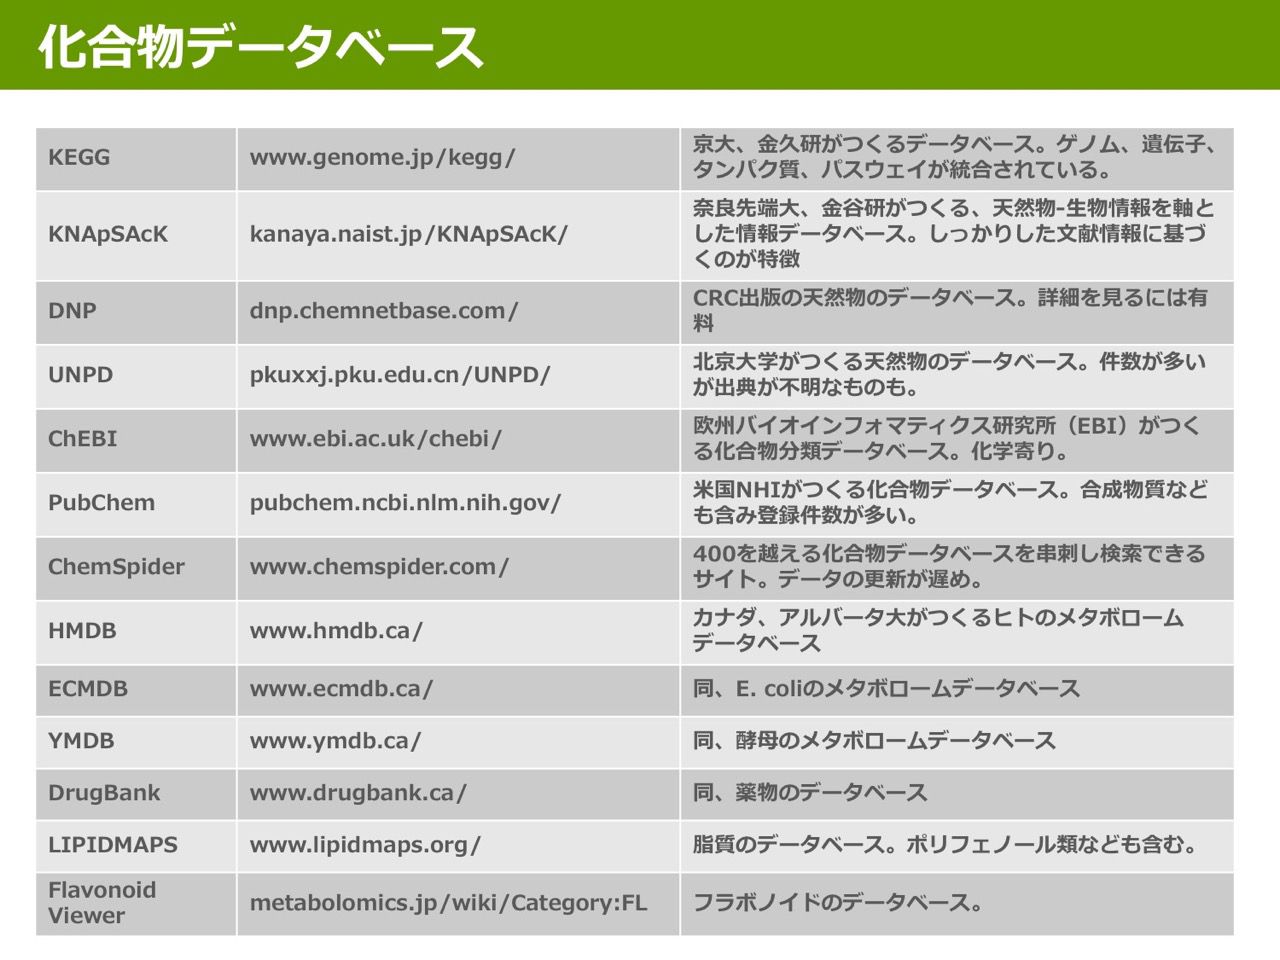 化合物データベース
KEGG
www.genome.jp/kegg/
京大、金久研がつくるデータベース。ゲノム、遺伝子、
タンパク質、パスウェイが統合されている。
KNApSAcK
kanaya.naist.jp/KNApSAcK/
奈良先端大、金谷研がつくる、天然物-生物情報を軸と
した情報データベース。しっかりした文献情報に基づ
くのが特徴
DNP
dnp.chemnetbase.com/
CRC出版の天然物のデータベース。詳細を見るには有
料
UNPD
pkuxxj.pku.edu.cn/UNPD/
北京大学がつくる天然物のデータベース。件数が多い
が出典が不明なものも。
ChEBI
www.ebi.ac.uk/chebi/
欧州バイオインフォマティクス研究所（EBI）がつく
る化合物分類データベース。化学寄り。
PubChem
pubchem.ncbi.nlm.nih.gov/
米国NHIがつくる化合物データベース。合成物質など
も含み登録件数が多い。
ChemSpider
www.chemspider.com/
400を越える化合物データベースを串刺し検索できる
サイト。データの更新が遅め。
HMDB
www.hmdb.ca/
カナダ、アルバータ大がつくるヒトのメタボローム
データベース
ECMDB
www.ecmdb.ca/
同、E. coliのメタボロームデータベース
YMDB
www.ymdb.ca/
同、酵母のメタボロームデータベース
DrugBank
www.drugbank.ca/
同、薬物のデータベース
LIPIDMAPS
www.lipidmaps.org/
脂質のデータベース。ポリフェノール類なども含む。
Flavonoid
Viewer
metabolomics.jp/wiki/Category:FL
フラボノイドのデータベース。